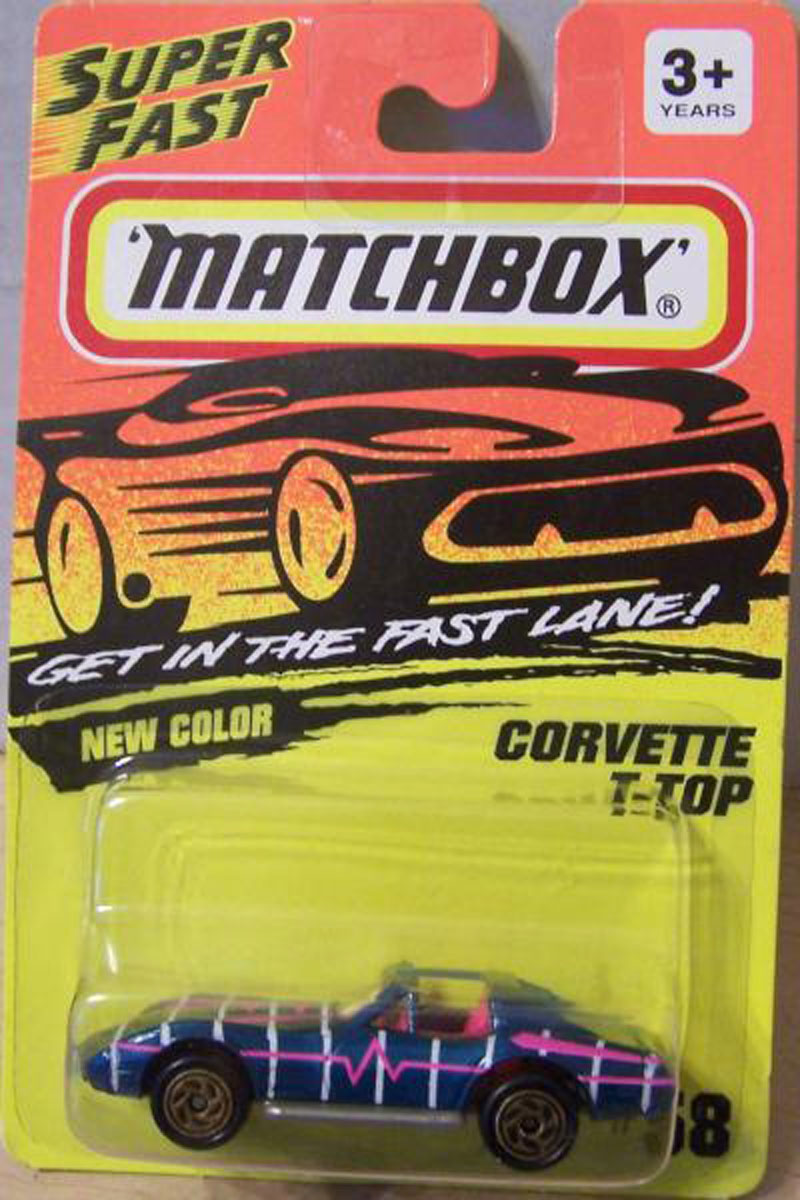 SUPER
FAST
3+
YEARS
'MATCHBOX'®
GET IN THE FAST LANE!
NEW COLOR
CORVETTE
T-TOP